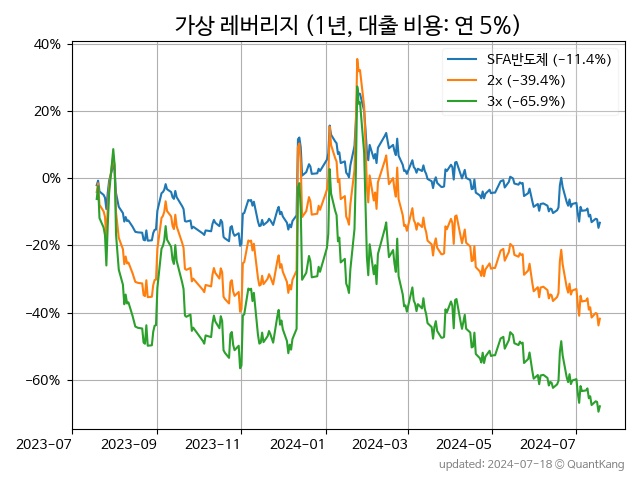 가상 레버리지 (1년, 대출 비용: 연 5%)
40%
20%
0%
−20%
−40%
−60%
SFA반도체 (−11.4%)
2x (−39.4%)
3x (−65.9%)
2023-07 2023-09 2023-11 2024-01 2024-03 2024-05 2024-07
updated: 2024-07-18 © QuantKang